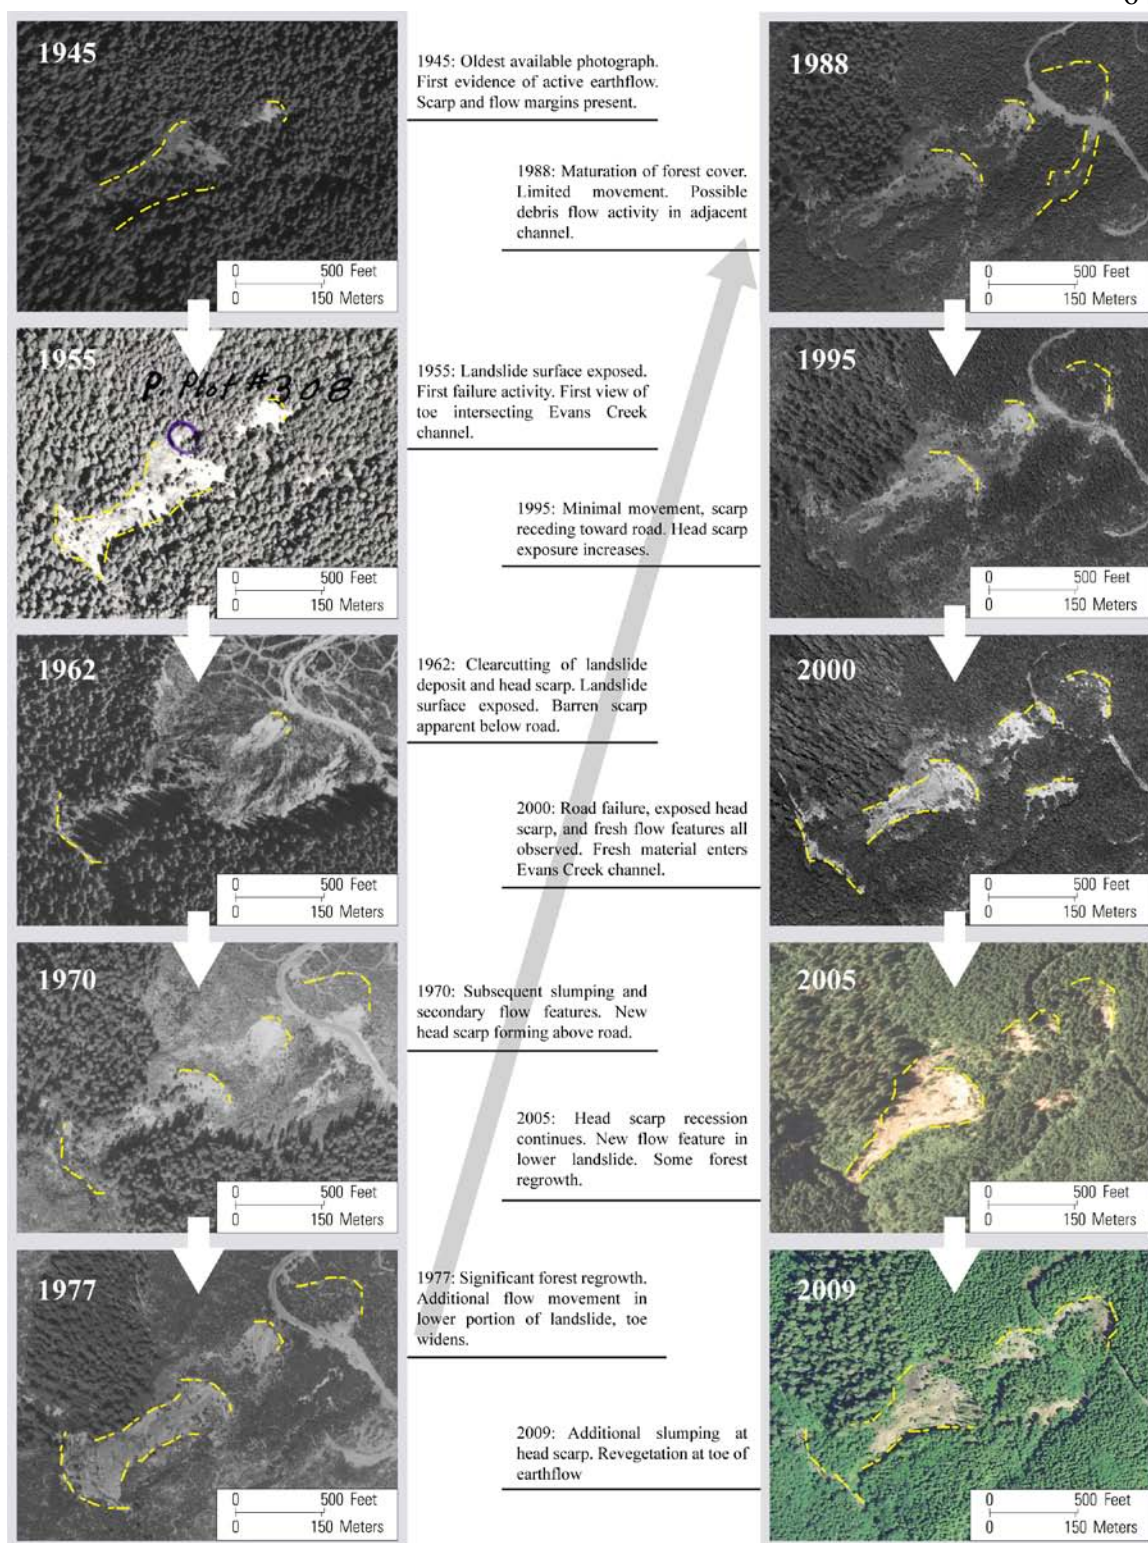 1945
500 Feet
150 Meters
0
0
1945: Oldest available photograph.
First evidence of active earthflow.
Scarp and flow margins present.
1955
P. Plot #308
0
500 Feet
0
150 Meters
1955: Landslide surface exposed.
First failure activity. First view of
toe intersecting Evans Creek
channel.
1962
0
500 Feet
0
150 Meters
1962: Clearcutting of landslide
deposit and head scarp. Landslide
surface exposed. Barren scarp
apparent below road.
1970
0
500 Feet
0
150 Meters
1970: Subsequent slumping and
secondary flow features. New
head scarp forming above road.
1977
0
500 Feet
0
150 Meters
1977: Significant forest regrowth.
Additional flow movement in
lower portion of landslide, toe
widens.
1988: Maturation of forest cover.
Limited movement. Possible
debris flow activity in adjacent
channel.
1988
0
500 Feet
0
150 Meters
1995: Minimal movement, scarp
receding toward road. Head scarp
exposure increases.
1995
0
500 Feet
0
150 Meters
2000: Road failure, exposed head
scarp, and fresh flow features all
observed. Fresh material enters
Evans Creek channel.
2000
0
500 Feet
0
150 Meters
2005: Head scarp recession
continues. New flow feature in
lower landslide. Some forest
regrowth.
2005
0
500 Feet
0
150 Meters
2009: Additional slumping at
head scarp. Revegetation at toe of
earthflow
2009
0
500 Feet
0
150 Meters